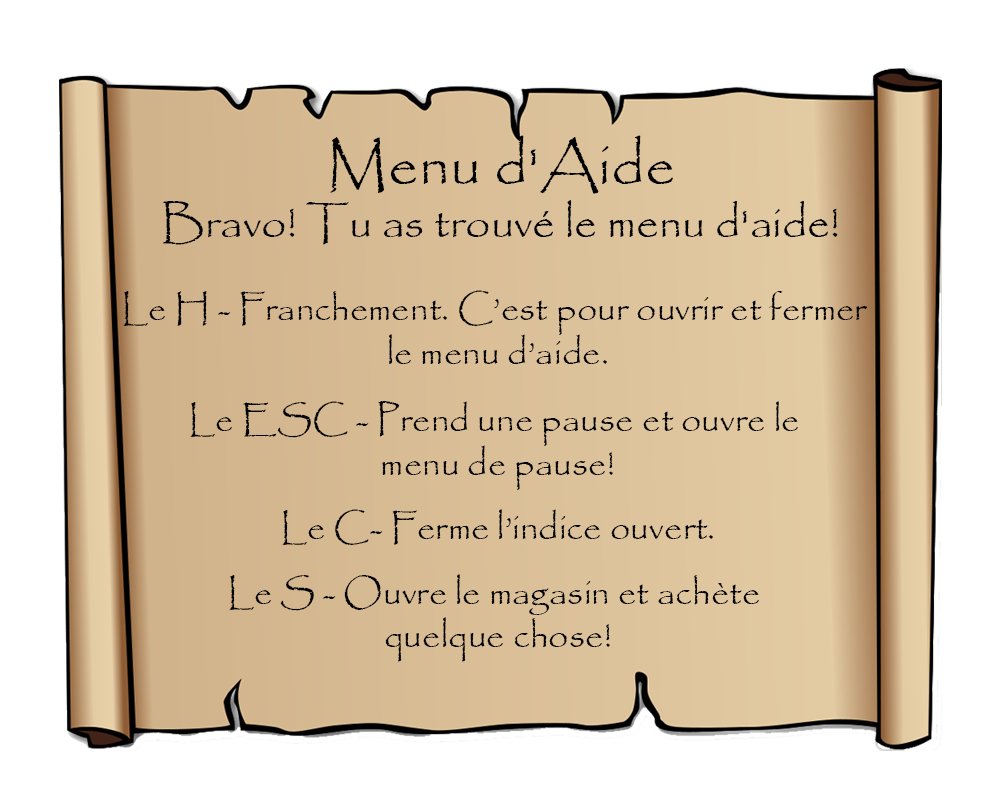 Menu d'Aide
Bravo! Tu as trouvé le menu d'aide!
Le H - Franchement. C’est pour ouvrir et fermer
le menu d’aide.
Le ESC - Prend une pause et ouvre le
menu de pause!
Le C- Ferme l’indice ouvert.
Le S - Ouvre le magasin et achète
quelque chose!